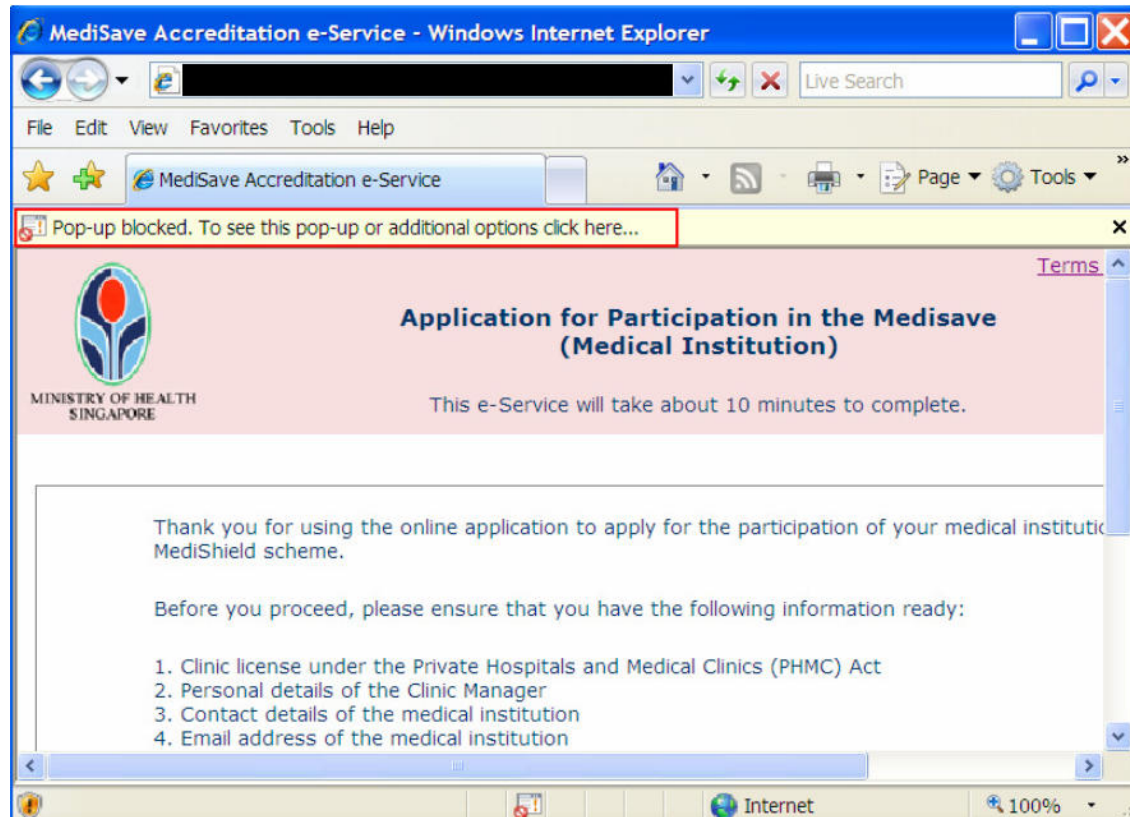 MediSave Accreditation e-Service - Windows Internet Explorer
Live Search
File Edit View Favorites Tools Help
MediSave Accreditation e-Service
Page
Tools
Pop-up blocked. To see this pop-up or additional options click here...
Terms
Application for Participation in the Medisave
(Medical Institution)
MINISTRY OF HEALTH
SINGAPORE
This e-Service will take about 10 minutes to complete.
Thank you for using the online application to apply for the participation of your medical
MediShield scheme.
Before you proceed, please ensure that you have the following information ready:
1. Clinic license under the Private Hospitals and Medical Clinics (PHMC) Act
2. Personal details of the Clinic Manager
3. Contact details of the medical institution
4. Email address of the medical institution
Internet
100%